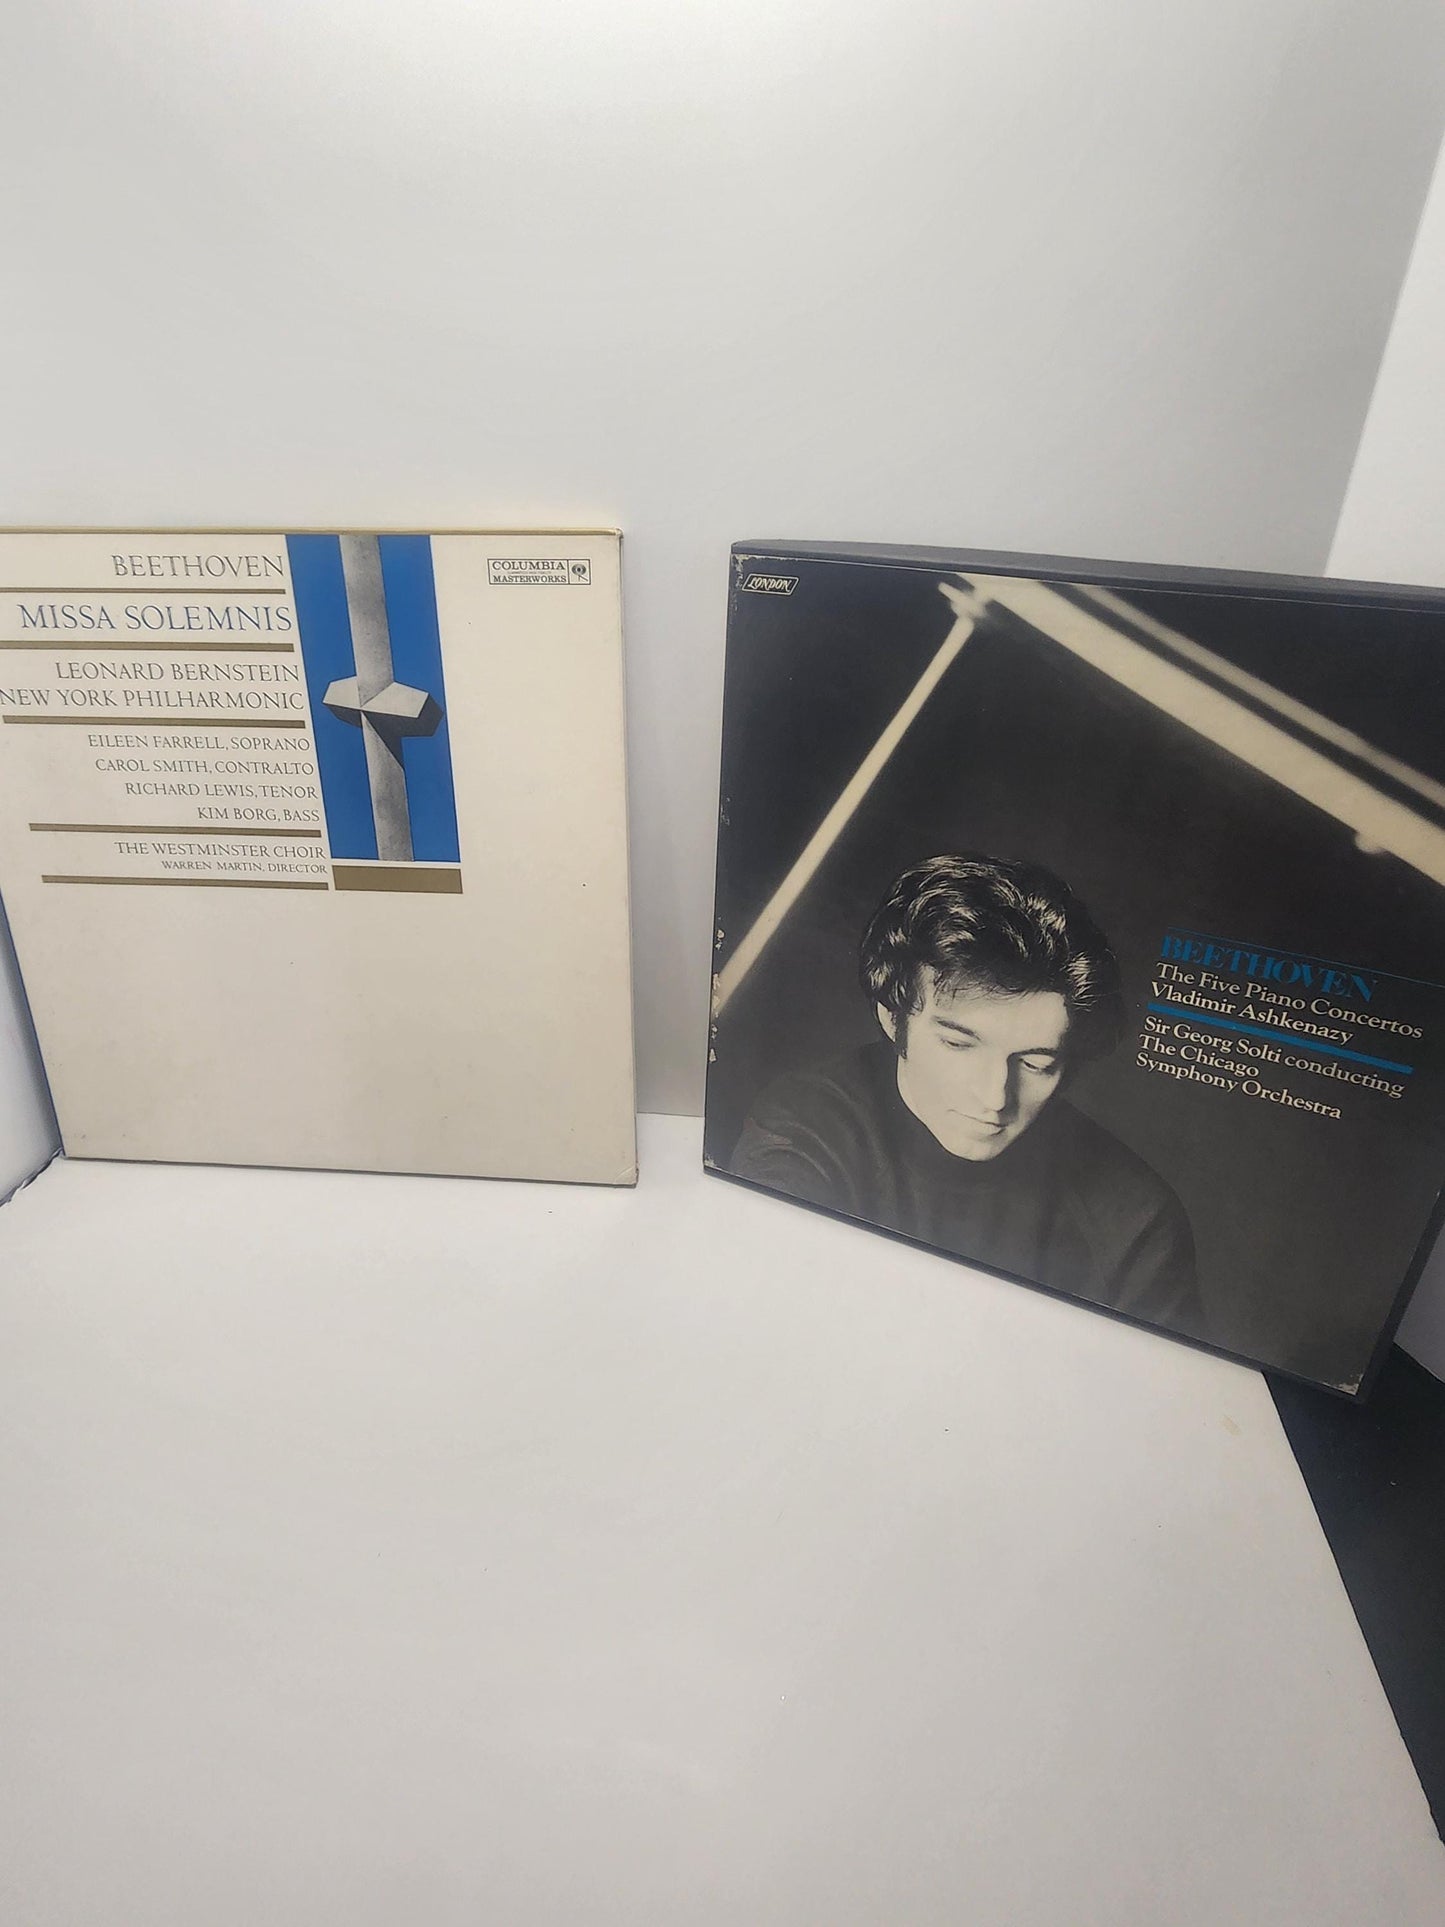 BEETHOVEN
MISSA SOLEMNIS
LEONARD BERNSTEIN
NEW YORK PHILHARMONIC
EILEEN FARRELL, SOPRANO
CAROL SMITH, CONTRALTO
RICHARD LEWIS, TENOR
KIM BORG, BASS
THE WESTMINSTER CHOIR
WARREN MARTIN, DIRECTOR
COLUMBIA
MASTERWORKS
LONDON
BEETHOVEN
The Five Piano Concertos
Vladimir Ashkenazy
Sir Georg Solti conducting
The Chicago
Symphony Orchestra